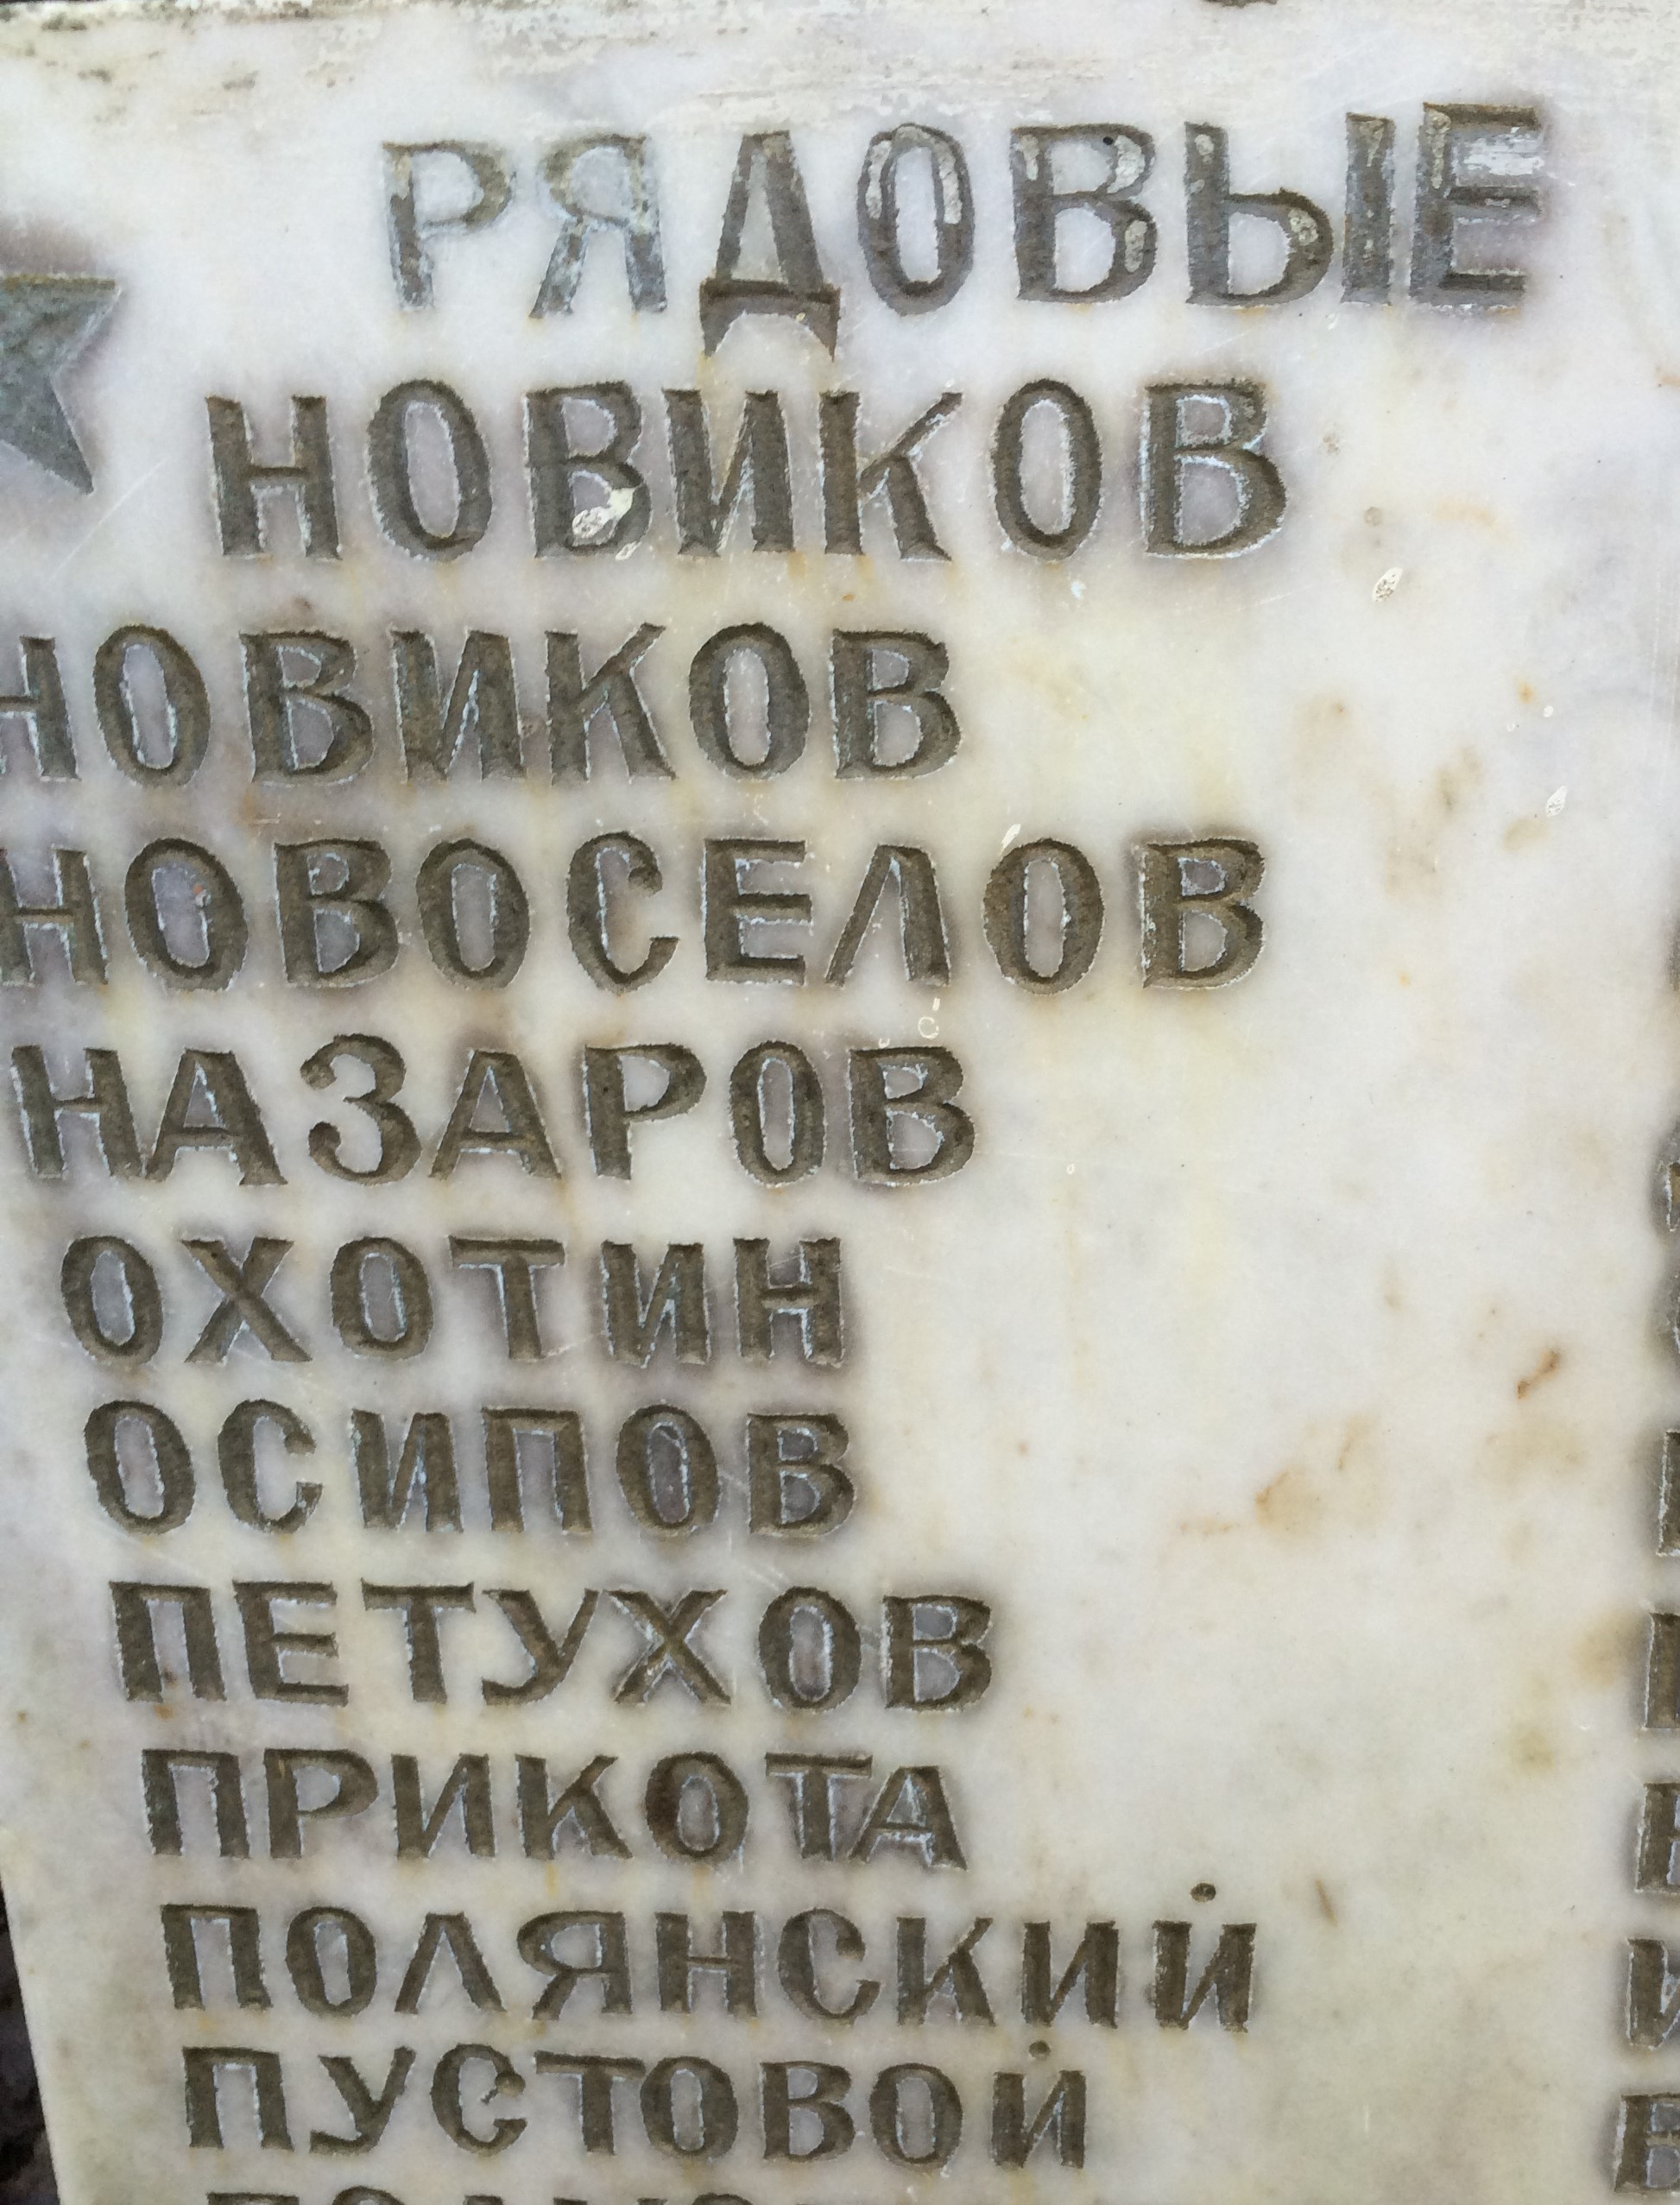 РЯДОВЫЕ
НОВИКОВ
НОВИКОВ
НОВОСЕЛОВ
НАЗАРОВ
ОХОТИН
ОСИПОВ
ПЕТУХОВ
ПРИКОТА
ПОЛЯНСКИЙ
ПУСТОВОЙ